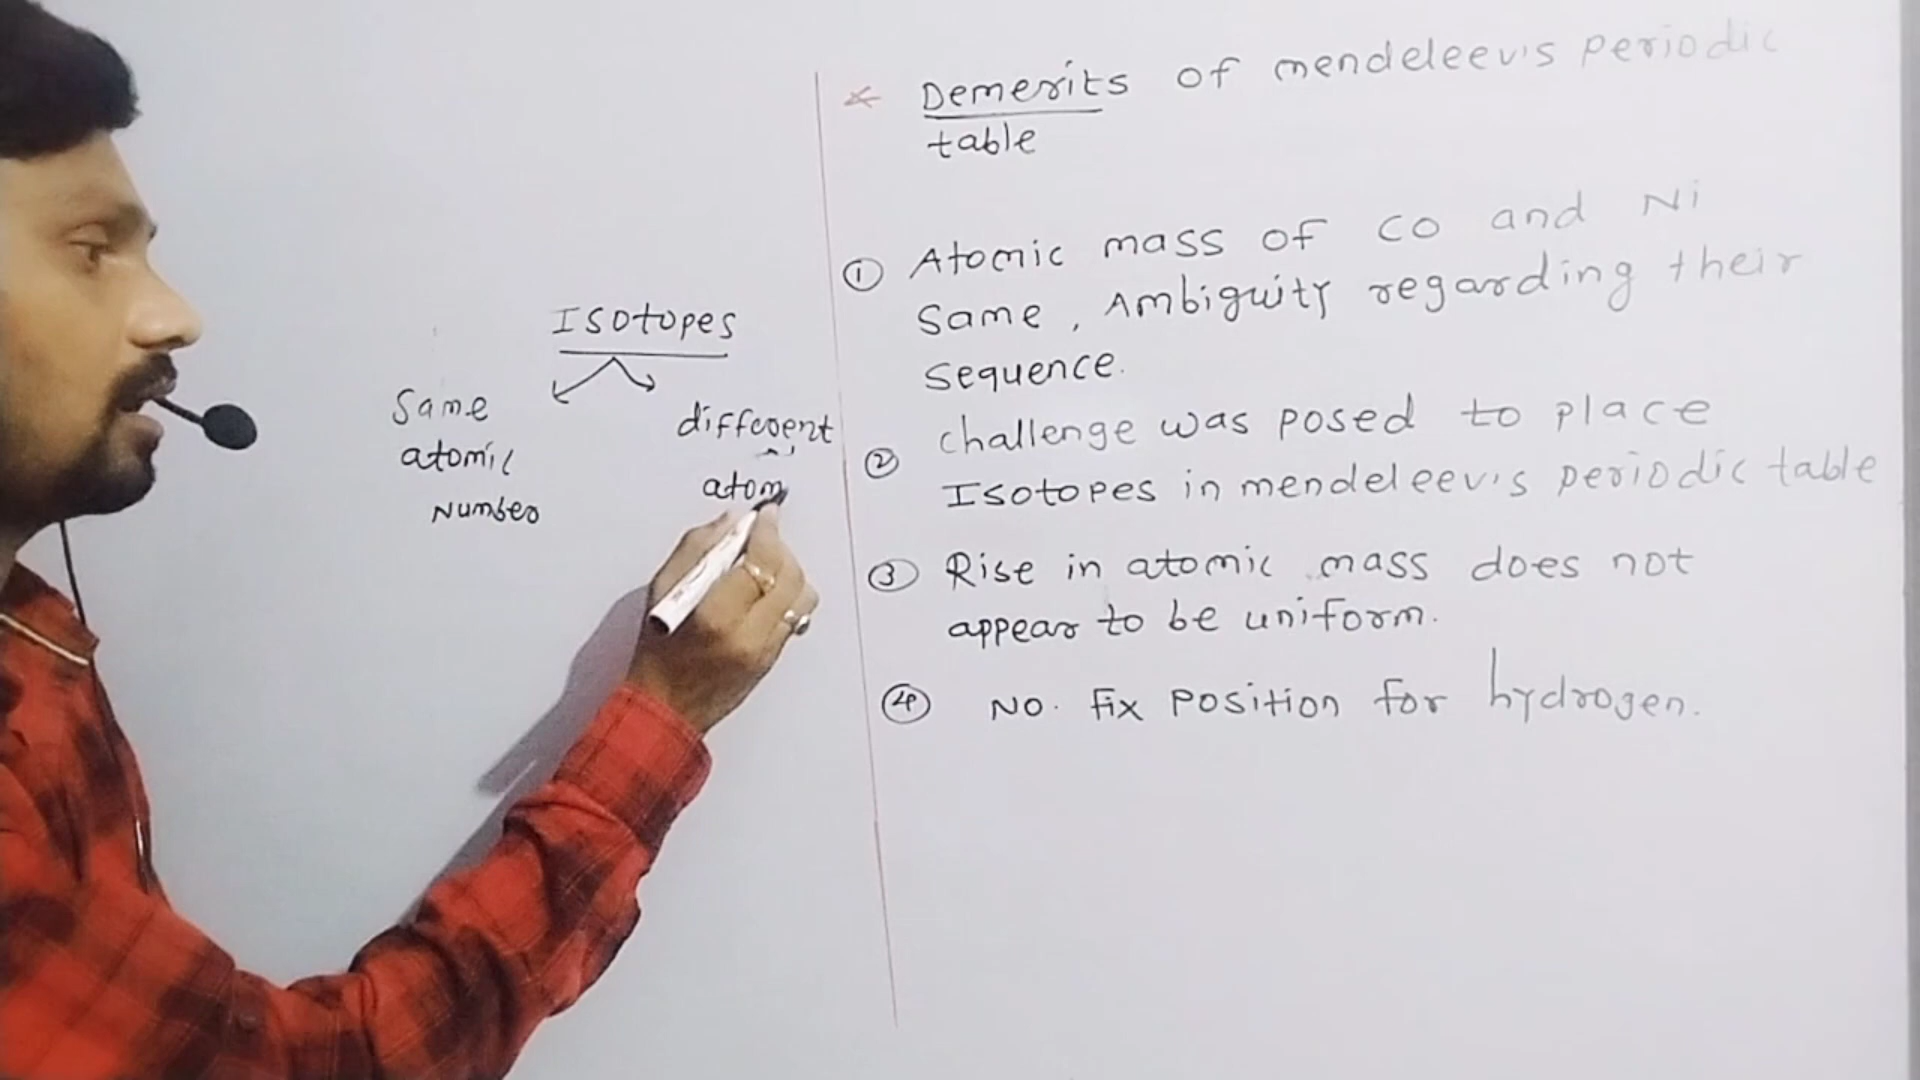 * Demerits of mendeleev's periodic
table
① Atomic mass of CO and Ni
Same, Ambiguity regarding their
sequence.
② challenge was posed to place
Isotopes in mendeleev's periodic table
③ Rise in atomic mass does not
appear to be uniform.
④ No. fix position for hydrogen.
Isotopes
Same
atomic
Number
different
atom